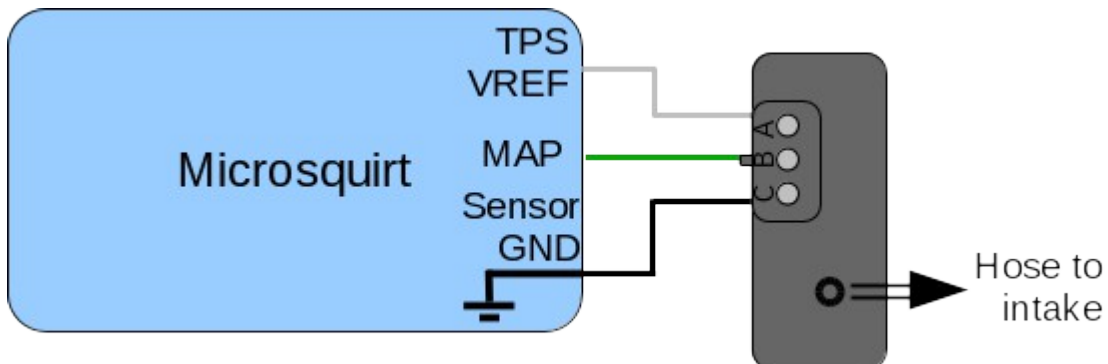 TPS
VREF
Microsquirt
MAP
Sensor
GND
A
B
C
Hose to
intake